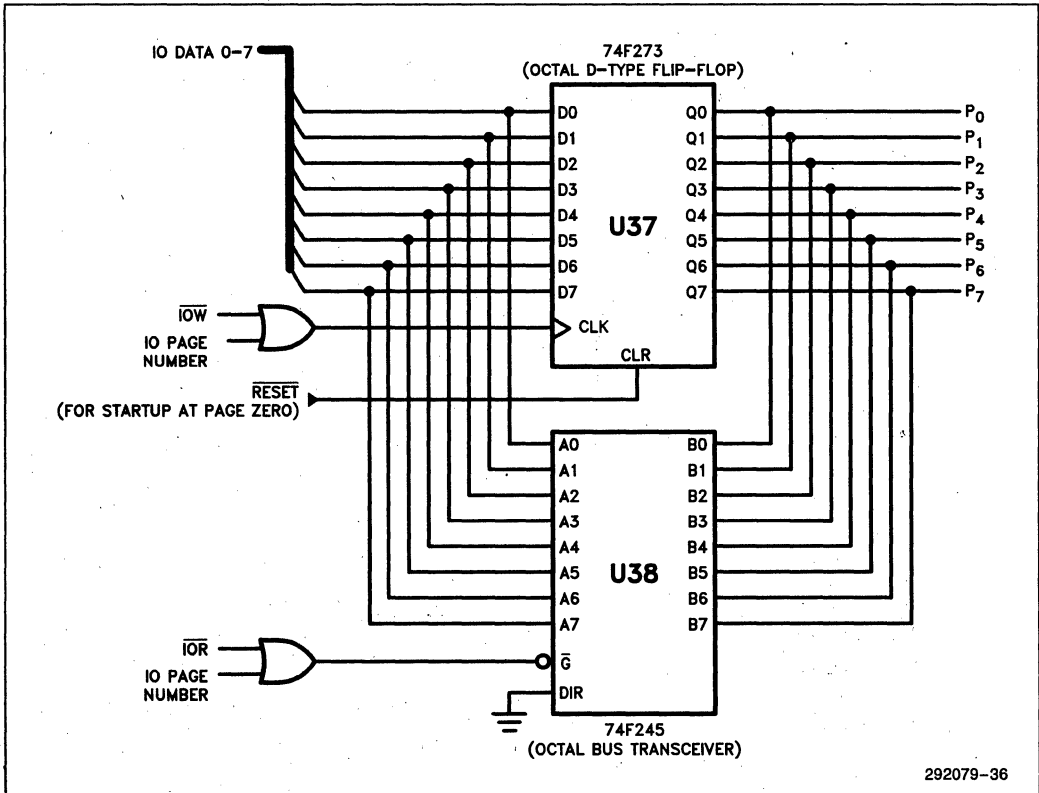 IO DATA 0-7
74F273
(OCTAL D-TYPE FLIP-FLOP)
D0 Q0 P0
D1 Q1 P1
D2 Q2 P2
D3 Q3 P3
D4 Q4 P4
U37
D5 Q5 P5
D6 Q6 P6
D7 Q7 P7
IOW
CLK
IO PAGE
NUMBER
CLR
RESET
(FOR STARTUP AT PAGE ZERO)
A0 B0
A1 B1
A2 B2
A3 B3
A4 B4
U38
A5 B5
A6 B6
A7 B7
IOR
G
IO PAGE
NUMBER
DIR
74F245
(OCTAL BUS TRANSCEIVER)
292079-36